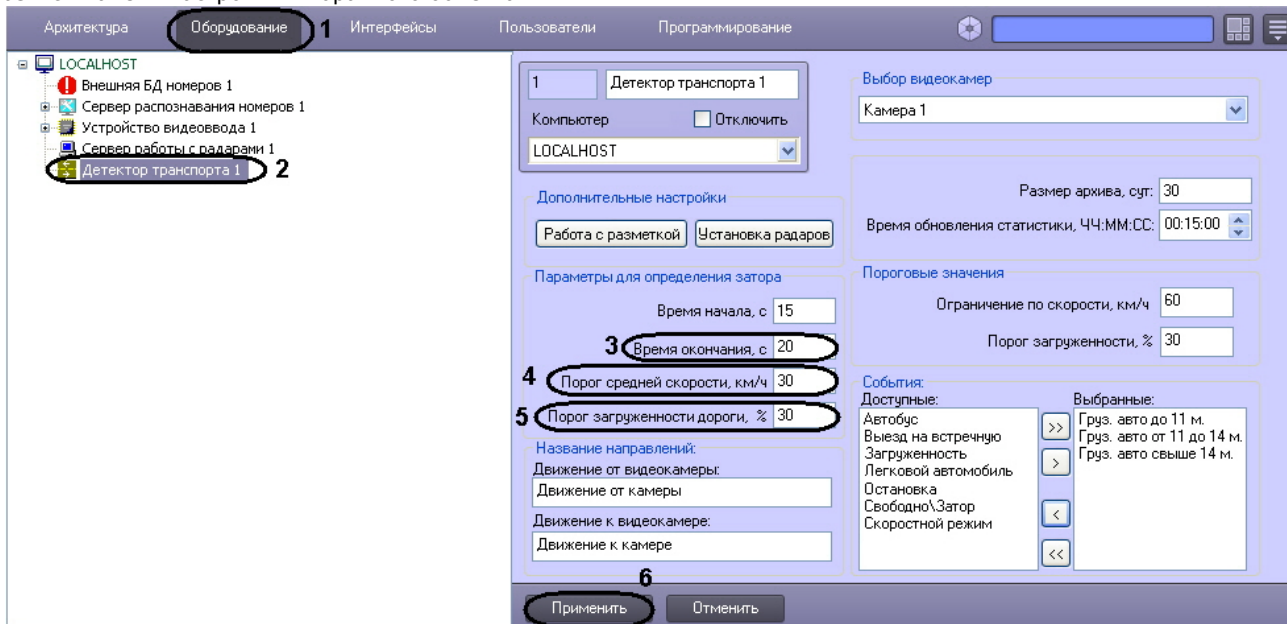 Архитектура Оборудование 1 Интерфейсы Пользователи Программирование
LOCALHOST
Внешняя БД номеров 1
Сервер распознавания номеров 1
Устройство видеоввода 1
Сервер работы с радарами 1
Детектор транспорта 1 2
1 Детектор транспорта 1
Компьютер Отключить
LOCALHOST
Дополнительные настройки
Работа с разметкой Установка радаров
Параметры для определения затора
Время начала, с 15
3 Время окончания, с 20
4 Порог средней скорости, км/ч 30
5 Порог загруженности дороги, % 30
Название направлений:
Движение от видеокамеры:
Движение от камеры
Движение к видеокамере:
Движение к камере
Выбор видеокамер
Камера 1
Размер архива, сут: 30
Время обновления статистики, ЧЧ:ММ:СС: 00:15:00
Пороговые значения
Ограничение по скорости, км/ч 60
Порог загруженности, % 30
События:
Доступные: Выбранные:
Автобус
Выезд на встречную
Загруженность
Легковой автомобиль
Остановка
Свободно\Затор
Скоростной режим
>>
>
<
<<
Груз. авто до 11 м.
Груз. авто от 11 до 14 м.
Груз. авто свыше 14 м.
6
Применить Отменить